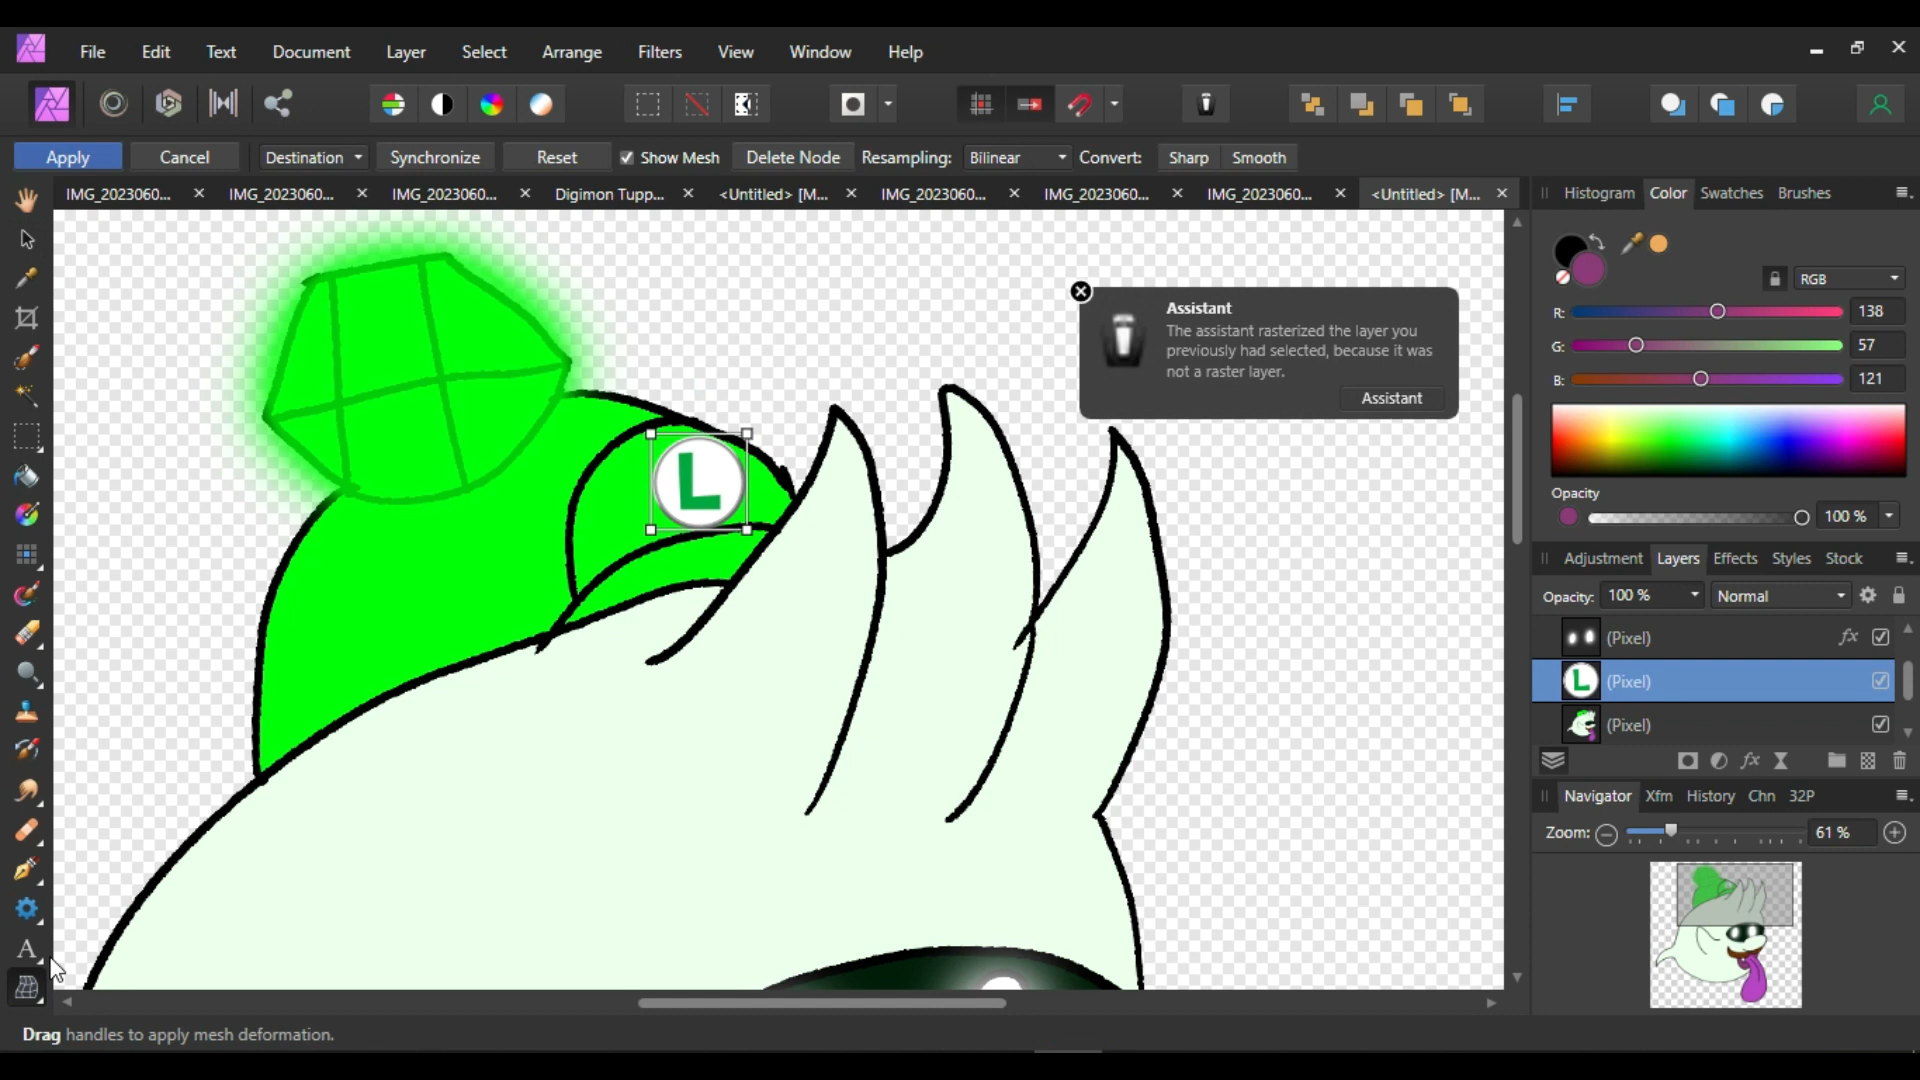 File Edit Text Document Layer Select Arrange Filters View Window Help
Apply Cancel Destination Synchronize Reset Show Mesh Delete Node Resampling: Bilinear Convert: Sharp Smooth
IMG_2023060... IMG_2023060... IMG_2023060... Digimon Tupp... <Untitled> [M... IMG_2023060... IMG_2023060... IMG_2023060... <Untitled> [M...
Histogram Color Swatches Brushes
RGB
R: 138
G: 57
B: 121
Opacity
100 %
Assistant
The assistant rasterized the layer you
previously had selected, because it was
not a raster layer.
Assistant
L
Adjustment Layers Effects Styles Stock
Opacity: 100 % Normal
(Pixel) fx
L (Pixel)
(Pixel)
fx
Navigator Xfm History Chn 32P
Zoom: 61 %
A
Drag handles to apply mesh deformation.